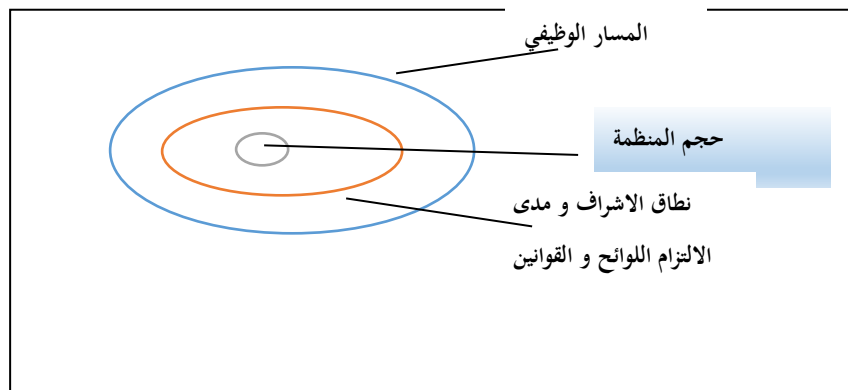 المسار الوظيفي
حجم المنظمة
نطاق الاشراف و مدى
الالتزام اللوائح و القوانين